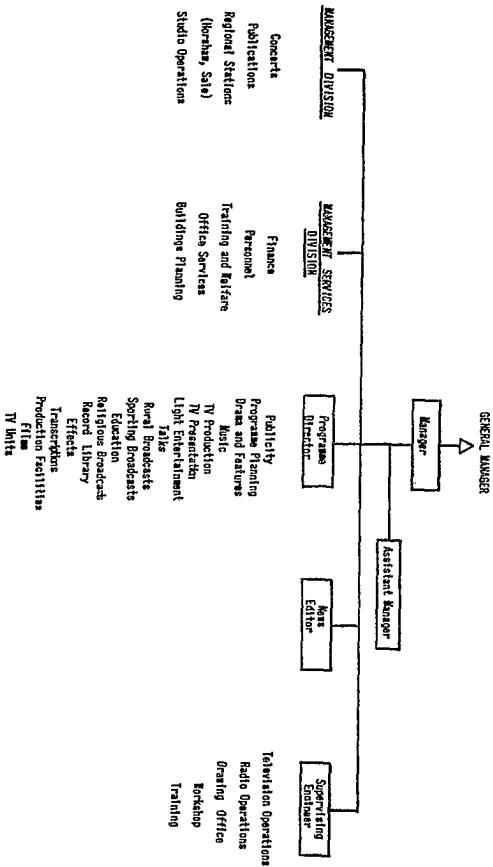 GENERAL MANAGER
Manager
Assistant Manager
MANAGEMENT DIVISION
Concerts
Publications
Regional Stations
(Horsham, Sale)
Studio Operations
MANAGEMENT SERVICES
DIVISION
Finance
Personnel
Training and Welfare
Office Services
Buildings Planning
Programme
Director
Publicity
Programme Planning
Drama and Features
Music
TV Production
TV Presentation
Light Entertainment
Talks
Rural Broadcasts
Sporting Broadcasts
Education
Religious Broadcasts
Record Library
Effects
Transcriptions
Production Facilities
Films
TV Units
News
Editor
Supervising
Engineer
Television Operations
Radio Operations
Drawing Office
Workshop
Training